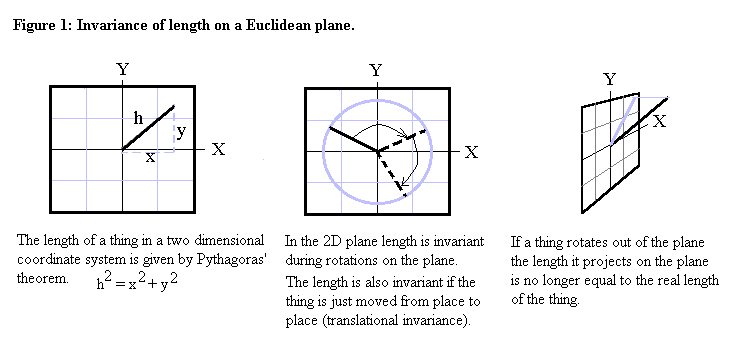 Figure 1: Invariance of length on a Euclidean plane.
Y
h
y
x
X
Y
X
Y
X
The length of a thing in a two dimensional
coordinate system is given by Pythagoras'
theorem. h² = x² + y²
In the 2D plane length is invariant
during rotations on the plane.
The length is also invariant if the
thing is just moved from place to
place (translational invariance).
If a thing rotates out of the plane
the length it projects on the plane
is no longer equal to the real length
of the thing.